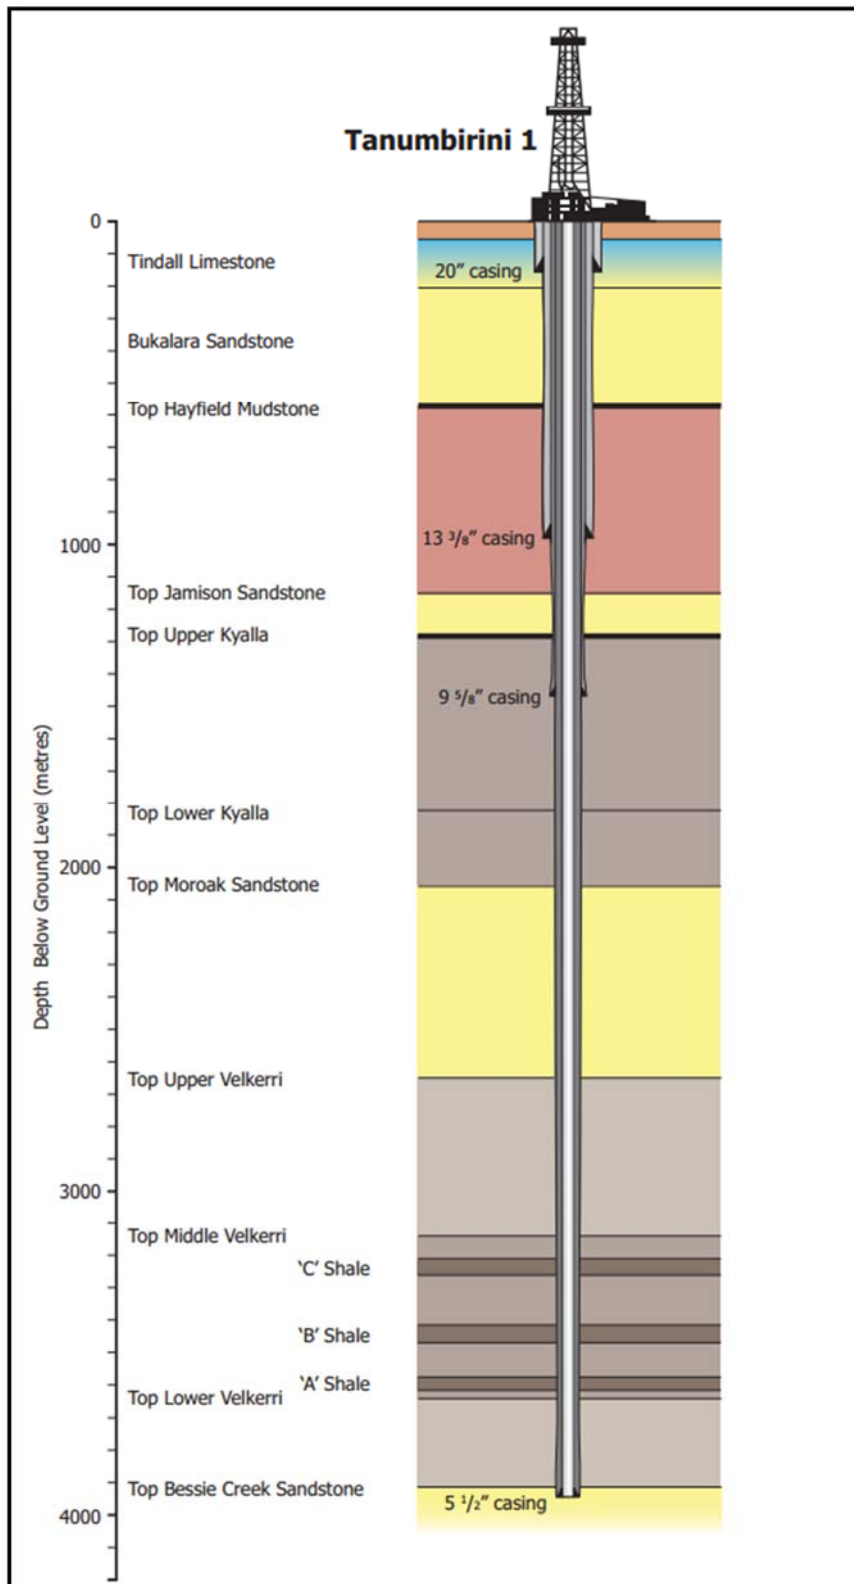 Tanumbirini 1
0
Tindall Limestone
20” casing
Bukalara Sandstone
Top Hayfield Mudstone
13 ³/₈” casing
1000
Top Jamison Sandstone
Top Upper Kyalla
9 ⁵/₈” casing
Top Lower Kyalla
2000
Top Moroak Sandstone
Depth Below Ground Level (metres)
Top Upper Velkerri
3000
Top Middle Velkerri
‘C’ Shale
‘B’ Shale
‘A’ Shale
Top Lower Velkerri
Top Bessie Creek Sandstone
5 ¹/₂” casing
4000